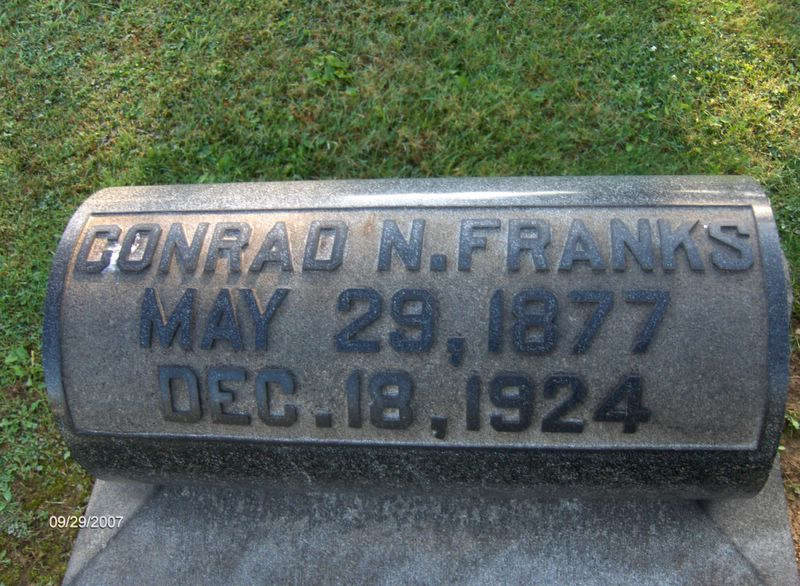 CONRAD N. FRANKS
MAY 29, 1877
DEC. 18, 1924
09/29/2007